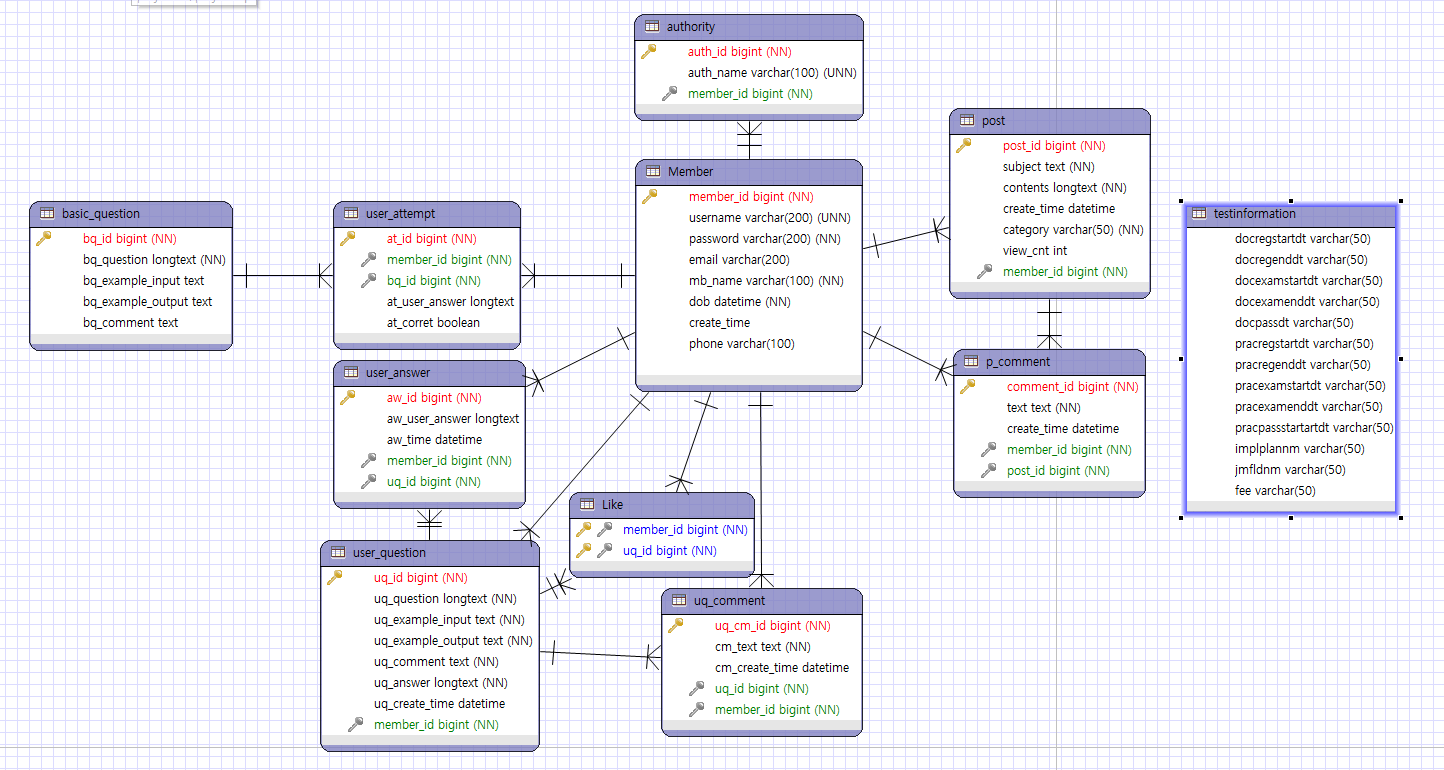 authority
auth_id bigint (NN)
auth_name varchar(100) (UNN)
member_id bigint (NN)
post
post_id bigint (NN)
subject text (NN)
contents longtext (NN)
create_time datetime
category varchar(50) (NN)
view_cnt int
member_id bigint (NN)
Member
member_id bigint (NN)
username varchar(200) (UNN)
password varchar(200) (NN)
email varchar(200)
mb_name varchar(100) (NN)
dob datetime (NN)
create_time
phone varchar(100)
basic_question
bq_id bigint (NN)
bq_question longtext (NN)
bq_example_input text
bq_example_output text
bq_comment text
user_attempt
at_id bigint (NN)
member_id bigint (NN)
bq_id bigint (NN)
at_user_answer longtext
at_corret boolean
testinformation
docregstartdt varchar(50)
docregenddt varchar(50)
docexamstartdt varchar(50)
docexamenddt varchar(50)
docpassdt varchar(50)
pracregstartdt varchar(50)
pracregenddt varchar(50)
pracexamstartdt varchar(50)
pracexamenddt varchar(50)
pracpassstartartdt varchar(50)
implplannm varchar(50)
jmfldnm varchar(50)
fee varchar(50)
p_comment
comment_id bigint (NN)
text text (NN)
create_time datetime
member_id bigint (NN)
post_id bigint (NN)
user_answer
aw_id bigint (NN)
aw_user_answer longtext
aw_time datetime
member_id bigint (NN)
uq_id bigint (NN)
Like
member_id bigint (NN)
uq_id bigint (NN)
user_question
uq_id bigint (NN)
uq_question longtext (NN)
uq_example_input text (NN)
uq_example_output text (NN)
uq_comment text (NN)
uq_answer longtext (NN)
uq_create_time datetime
member_id bigint (NN)
uq_comment
uq_cm_id bigint (NN)
cm_text text (NN)
cm_create_time datetime
uq_id bigint (NN)
member_id bigint (NN)